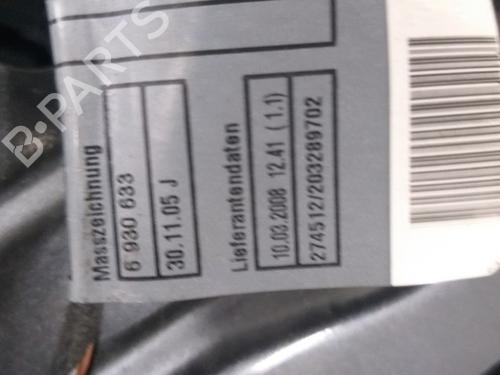 Masszeichnung
6 930 633
30.11.05 J
Lieferantendaten
10.03.2008 12.41 (1.1)
274512/203289702
B-PARTS